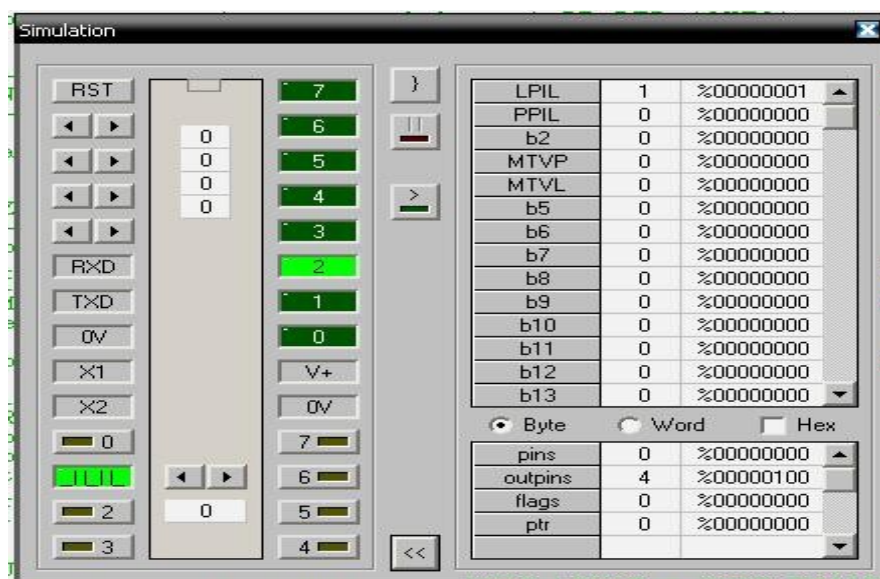 Simulation
RST
RXD
TXD
0V
X1
X2
0
2
3
0
0
0
0
0
7
6
5
4
3
2
1
0
V+
0V
7
6
5
4
}
||
>
<<
LPIL 1 %00000001
PPIL 0 %00000000
b2 0 %00000000
MTVP 0 %00000000
MTVL 0 %00000000
b5 0 %00000000
b6 0 %00000000
b7 0 %00000000
b8 0 %00000000
b9 0 %00000000
b10 0 %00000000
b11 0 %00000000
b12 0 %00000000
b13 0 %00000000
Byte Word Hex
pins 0 %00000000
outpins 4 %00000100
flags 0 %00000000
ptr 0 %00000000